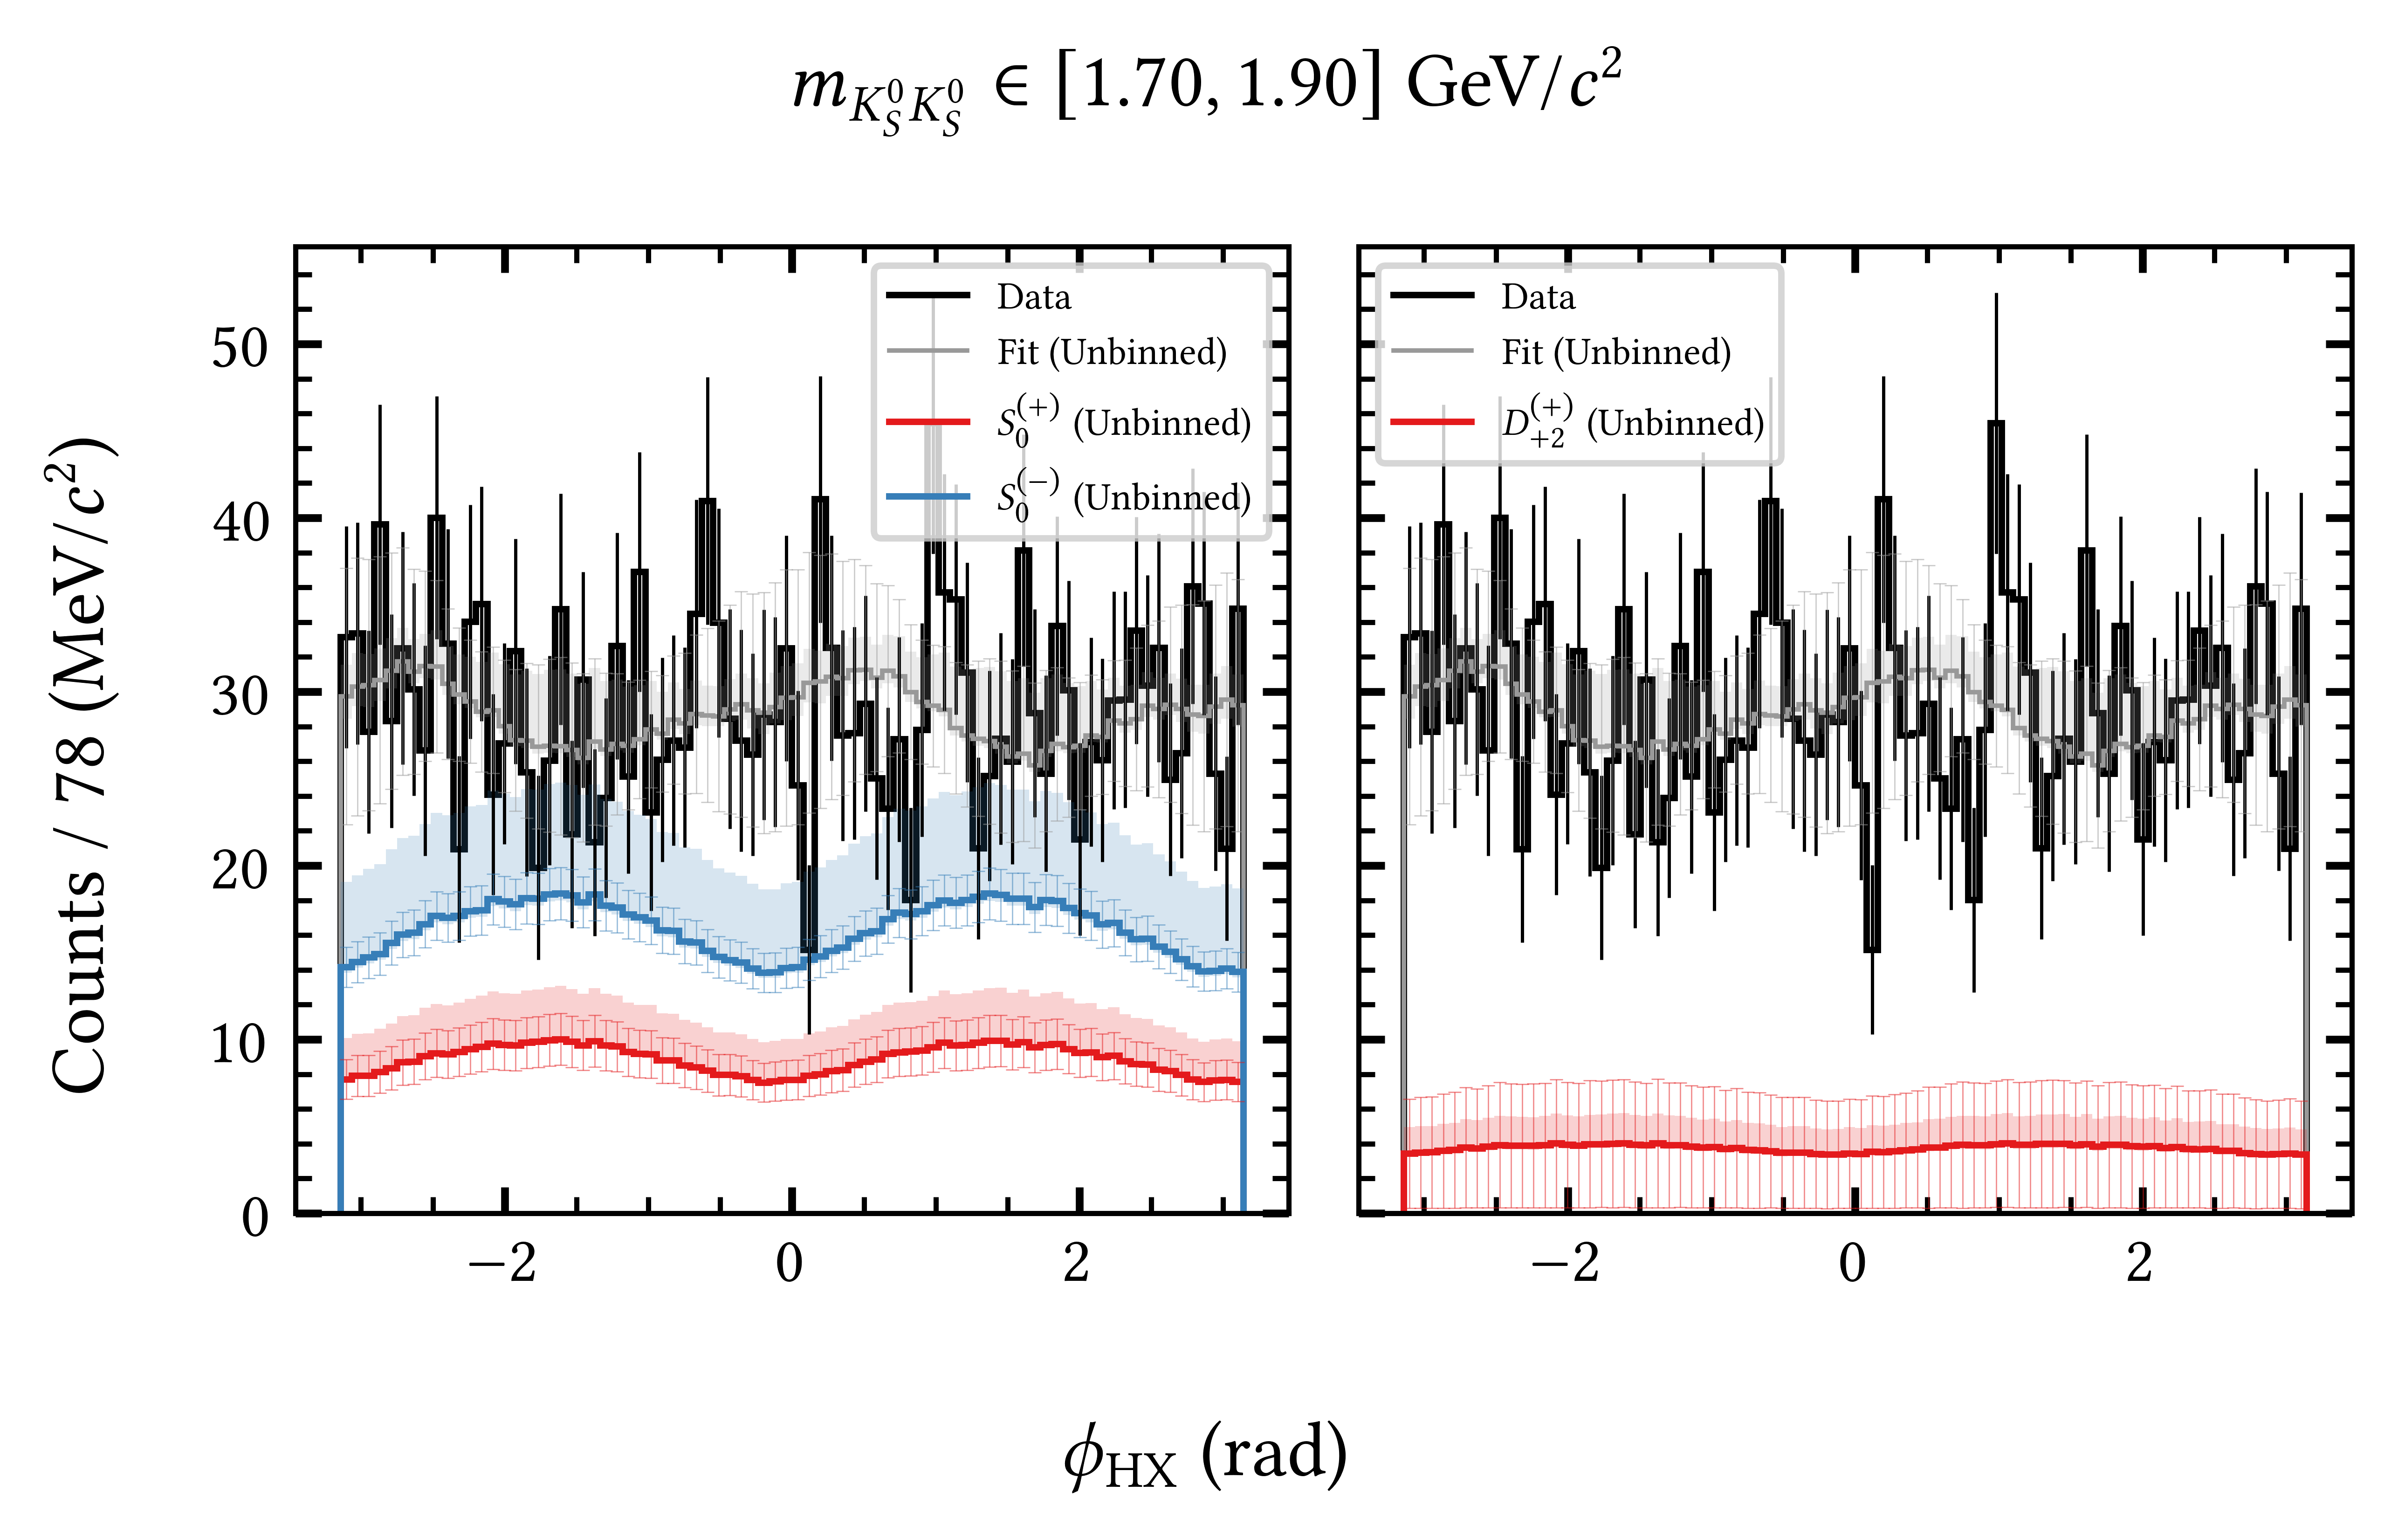 m_{K_S^0 K_S^0} ∈ [1.70, 1.90] GeV/c²
Counts / 78 (MeV/c²)
50
40
30
20
10
0
Data
Fit (Unbinned)
S_0^{(+)} (Unbinned)
S_0^{(−)} (Unbinned)
Data
Fit (Unbinned)
D_{+2}^{(+)} (Unbinned)
−2 0 2
−2 0 2
ϕ_{HX} (rad)